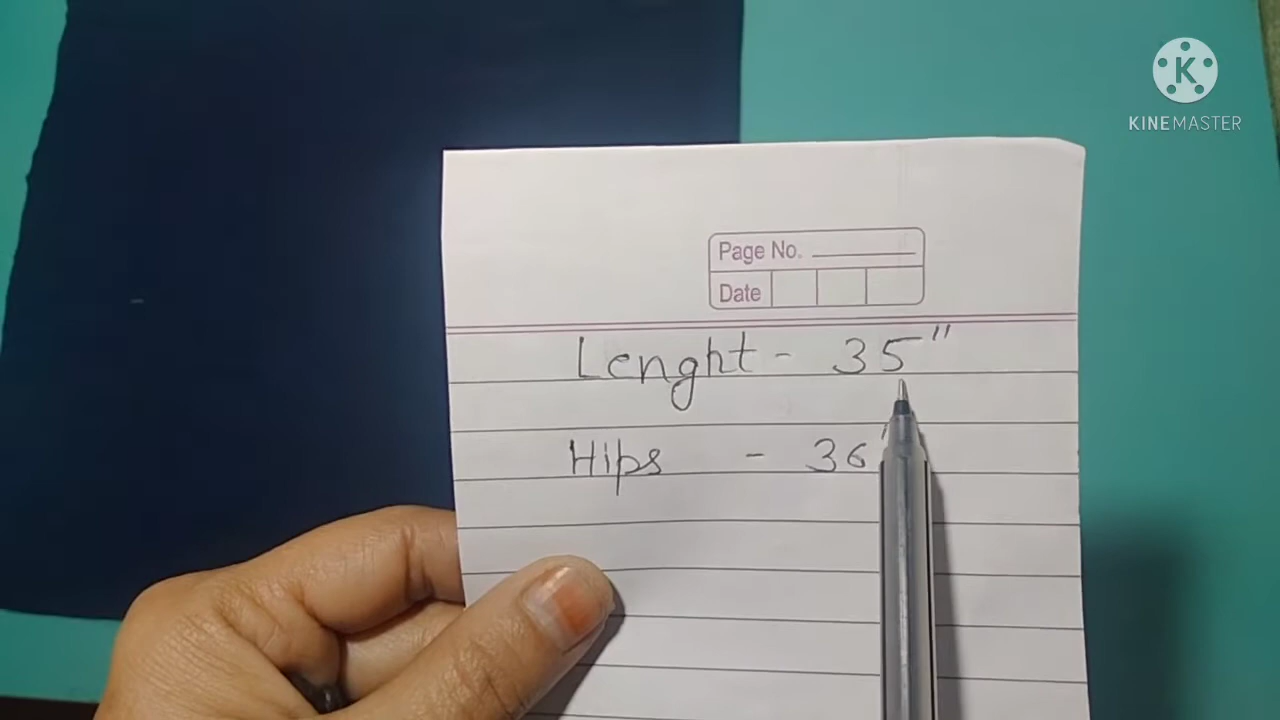 KINEMASTER
Page No.
Date
Lenght - 35"
Hips - 36"